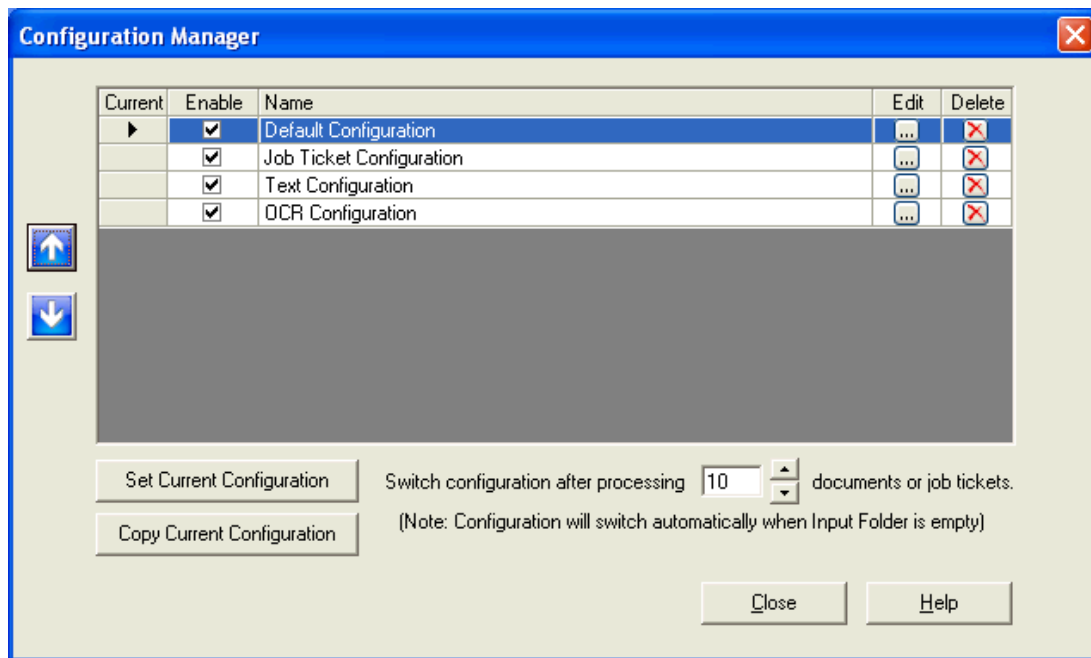 Configuration Manager
Current Enable Name Edit Delete
Default Configuration ...
Job Ticket Configuration ...
Text Configuration ...
OCR Configuration ...
Set Current Configuration Switch configuration after processing 10 documents or job tickets.
Copy Current Configuration (Note: Configuration will switch automatically when Input Folder is empty)
Close Help